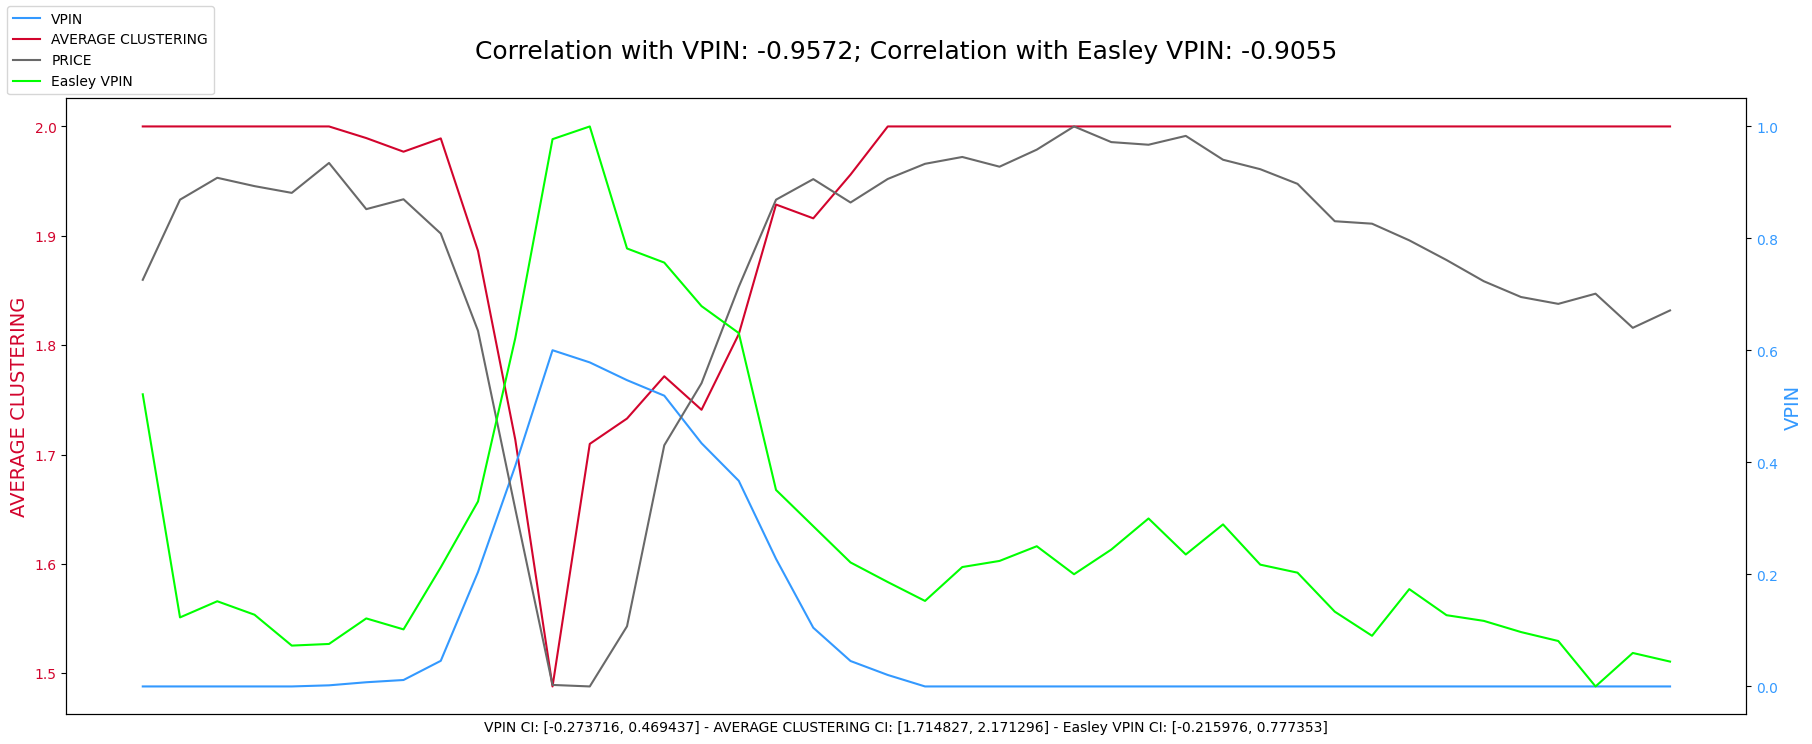 VPIN
AVERAGE CLUSTERING
PRICE
Easley VPIN
Correlation with VPIN: -0.9572; Correlation with Easley VPIN: -0.9055
AVERAGE CLUSTERING
2.0
1.9
1.8
1.7
1.6
1.5
1.0
0.8
0.6
0.4
0.2
0.0
VPIN
VPIN CI: [-0.273716, 0.469437] - AVERAGE CLUSTERING CI: [1.714827, 2.171296] - Easley VPIN CI: [-0.215976, 0.777353]